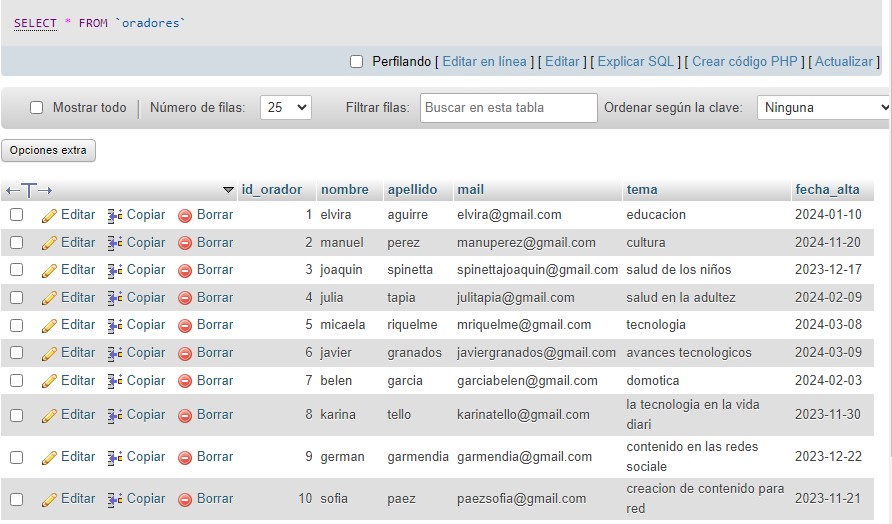 SELECT * FROM `oradores`
Perfilando [ Editar en línea ] [ Editar ] [ Explicar SQL ] [ Crear código PHP ] [ Actualizar ]
Mostrar todo Número de filas: 25 Filtrar filas: Buscar en esta tabla Ordenar según la clave: Ninguna
Opciones extra
id_orador nombre apellido mail tema fecha_alta
Editar Copiar Borrar 1 elvira aguirre elvira@gmail.com educacion 2024-01-10
Editar Copiar Borrar 2 manuel perez manuperez@gmail.com cultura 2024-11-20
Editar Copiar Borrar 3 joaquin spinetta spinettajoaquin@gmail.com salud de los niños 2023-12-17
Editar Copiar Borrar 4 julia tapia julitapia@gmail.com salud en la adultez 2024-02-09
Editar Copiar Borrar 5 micaela riquelme mriquelme@gmail.com tecnologia 2024-03-08
Editar Copiar Borrar 6 javier granados javiergranados@gmail.com avances tecnologicos 2024-03-09
Editar Copiar Borrar 7 belen garcia garciabelen@gmail.com domotica 2024-02-03
Editar Copiar Borrar 8 karina tello karinatello@gmail.com la tecnologia en la vida 2023-11-30
diari
Editar Copiar Borrar 9 german garmendia garmendia@gmail.com contenido en las redes 2023-12-22
sociale
Editar Copiar Borrar 10 sofia paez paezsofia@gmail.com creacion de contenido para 2023-11-21
red